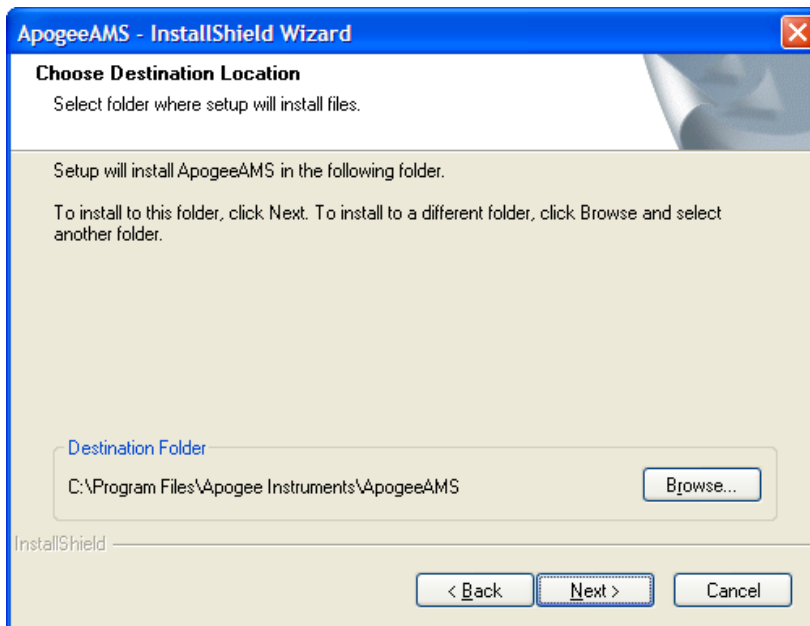 ApogeeAMS - InstallShield Wizard
Choose Destination Location
Select folder where setup will install files.
Setup will install ApogeeAMS in the following folder.
To install to this folder, click Next. To install to a different folder, click Browse and select
another folder.
Destination Folder
C:\Program Files\Apogee Instruments\ApogeeAMS
Browse...
InstallShield
< Back
Next >
Cancel